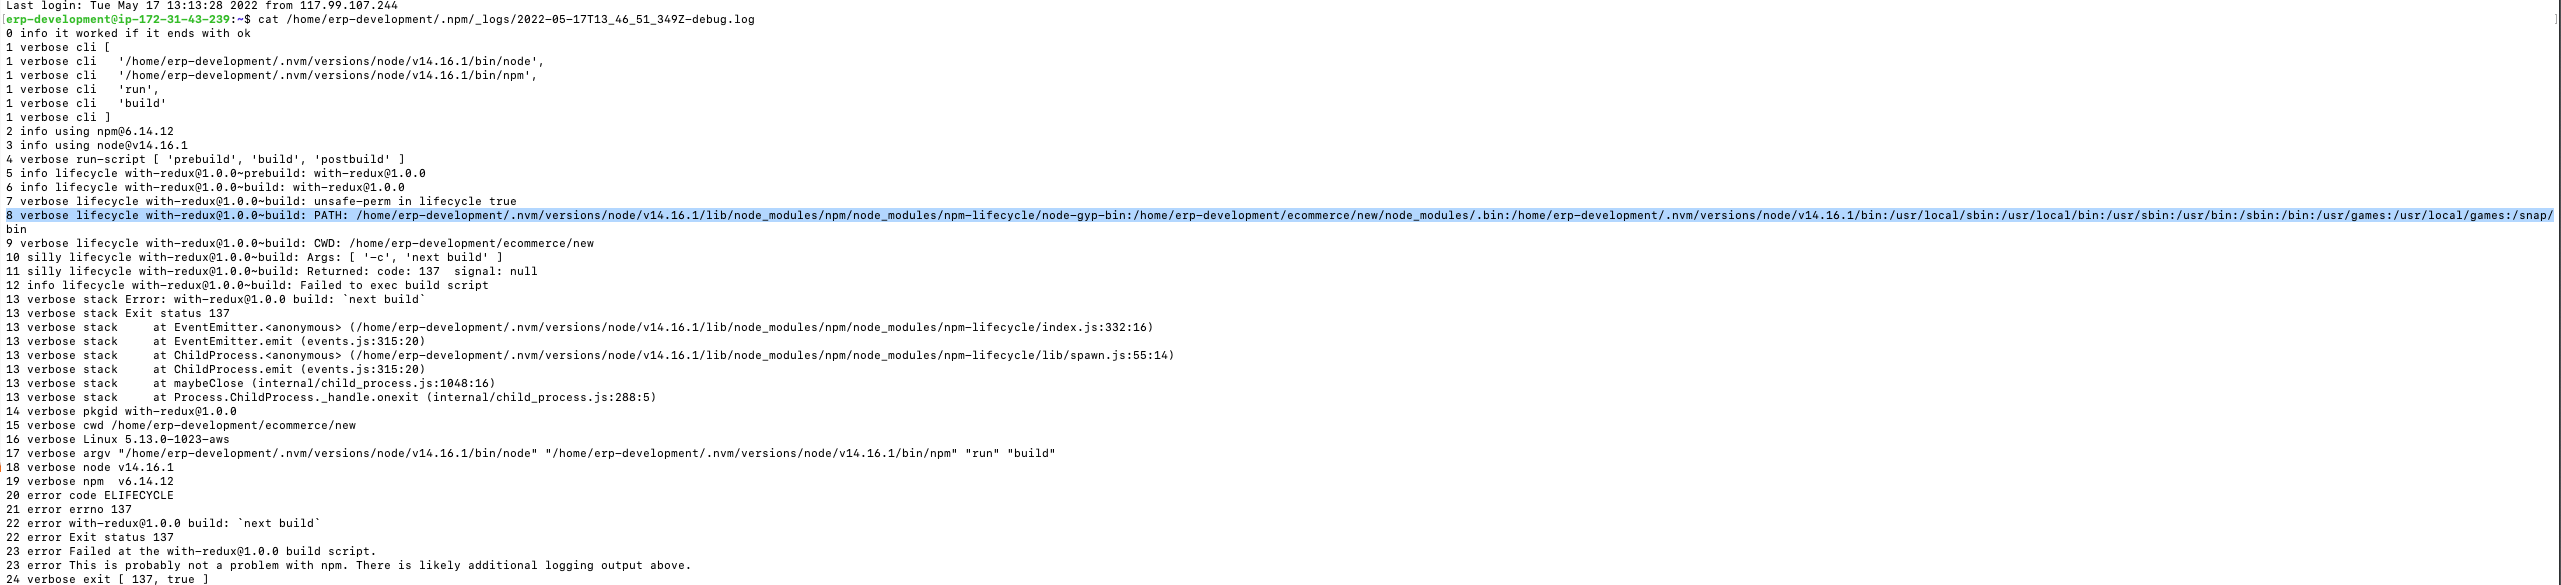 Last login: Tue May 17 13:13:28 2022 from 117.99.107.244
[erp-development@ip-172-31-43-239:~$ cat /home/erp-development/.npm/_logs/2022-05-17T13_46_51_349Z-debug.log ]
0 info it worked if it ends with ok
1 verbose cli [
1 verbose cli   '/home/erp-development/.nvm/versions/node/v14.16.1/bin/node',
1 verbose cli   '/home/erp-development/.nvm/versions/node/v14.16.1/bin/npm',
1 verbose cli   'run',
1 verbose cli   'build'
1 verbose cli ]
2 info using npm@6.14.12
3 info using node@v14.16.1
4 verbose run-script [ 'prebuild', 'build', 'postbuild' ]
5 info lifecycle with-redux@1.0.0~prebuild: with-redux@1.0.0
6 info lifecycle with-redux@1.0.0~build: with-redux@1.0.0
7 verbose lifecycle with-redux@1.0.0~build: unsafe-perm in lifecycle true
8 verbose lifecycle with-redux@1.0.0~build: PATH: /home/erp-development/.nvm/versions/node/v14.16.1/lib/node_modules/npm/node_modules/npm-lifecycle/node-gyp-bin:/home/erp-development/ecommerce/new/node_modules/.bin:/home/erp-development/.nvm/versions/node/v14.16.1/bin:/usr/local/sbin:/usr/local/bin:/usr/sbin:/usr/bin:/sbin:/bin:/usr/games:/usr/local/games:/snap/
bin
9 verbose lifecycle with-redux@1.0.0~build: CWD: /home/erp-development/ecommerce/new
10 silly lifecycle with-redux@1.0.0~build: Args: [ '-c', 'next build' ]
11 silly lifecycle with-redux@1.0.0~build: Returned: code: 137  signal: null
12 info lifecycle with-redux@1.0.0~build: Failed to exec build script
13 verbose stack Error: with-redux@1.0.0 build: `next build`
13 verbose stack Exit status 137
13 verbose stack     at EventEmitter.<anonymous> (/home/erp-development/.nvm/versions/node/v14.16.1/lib/node_modules/npm/node_modules/npm-lifecycle/index.js:332:16)
13 verbose stack     at EventEmitter.emit (events.js:315:20)
13 verbose stack     at ChildProcess.<anonymous> (/home/erp-development/.nvm/versions/node/v14.16.1/lib/node_modules/npm/node_modules/npm-lifecycle/lib/spawn.js:55:14)
13 verbose stack     at ChildProcess.emit (events.js:315:20)
13 verbose stack     at maybeClose (internal/child_process.js:1048:16)
13 verbose stack     at Process.ChildProcess._handle.onexit (internal/child_process.js:288:5)
14 verbose pkgid with-redux@1.0.0
15 verbose cwd /home/erp-development/ecommerce/new
16 verbose Linux 5.13.0-1023-aws
17 verbose argv "/home/erp-development/.nvm/versions/node/v14.16.1/bin/node" "/home/erp-development/.nvm/versions/node/v14.16.1/bin/npm" "run" "build"
18 verbose node v14.16.1
19 verbose npm  v6.14.12
20 error code ELIFECYCLE
21 error errno 137
22 error with-redux@1.0.0 build: `next build`
22 error Exit status 137
23 error Failed at the with-redux@1.0.0 build script.
23 error This is probably not a problem with npm. There is likely additional logging output above.
24 verbose exit [ 137, true ]